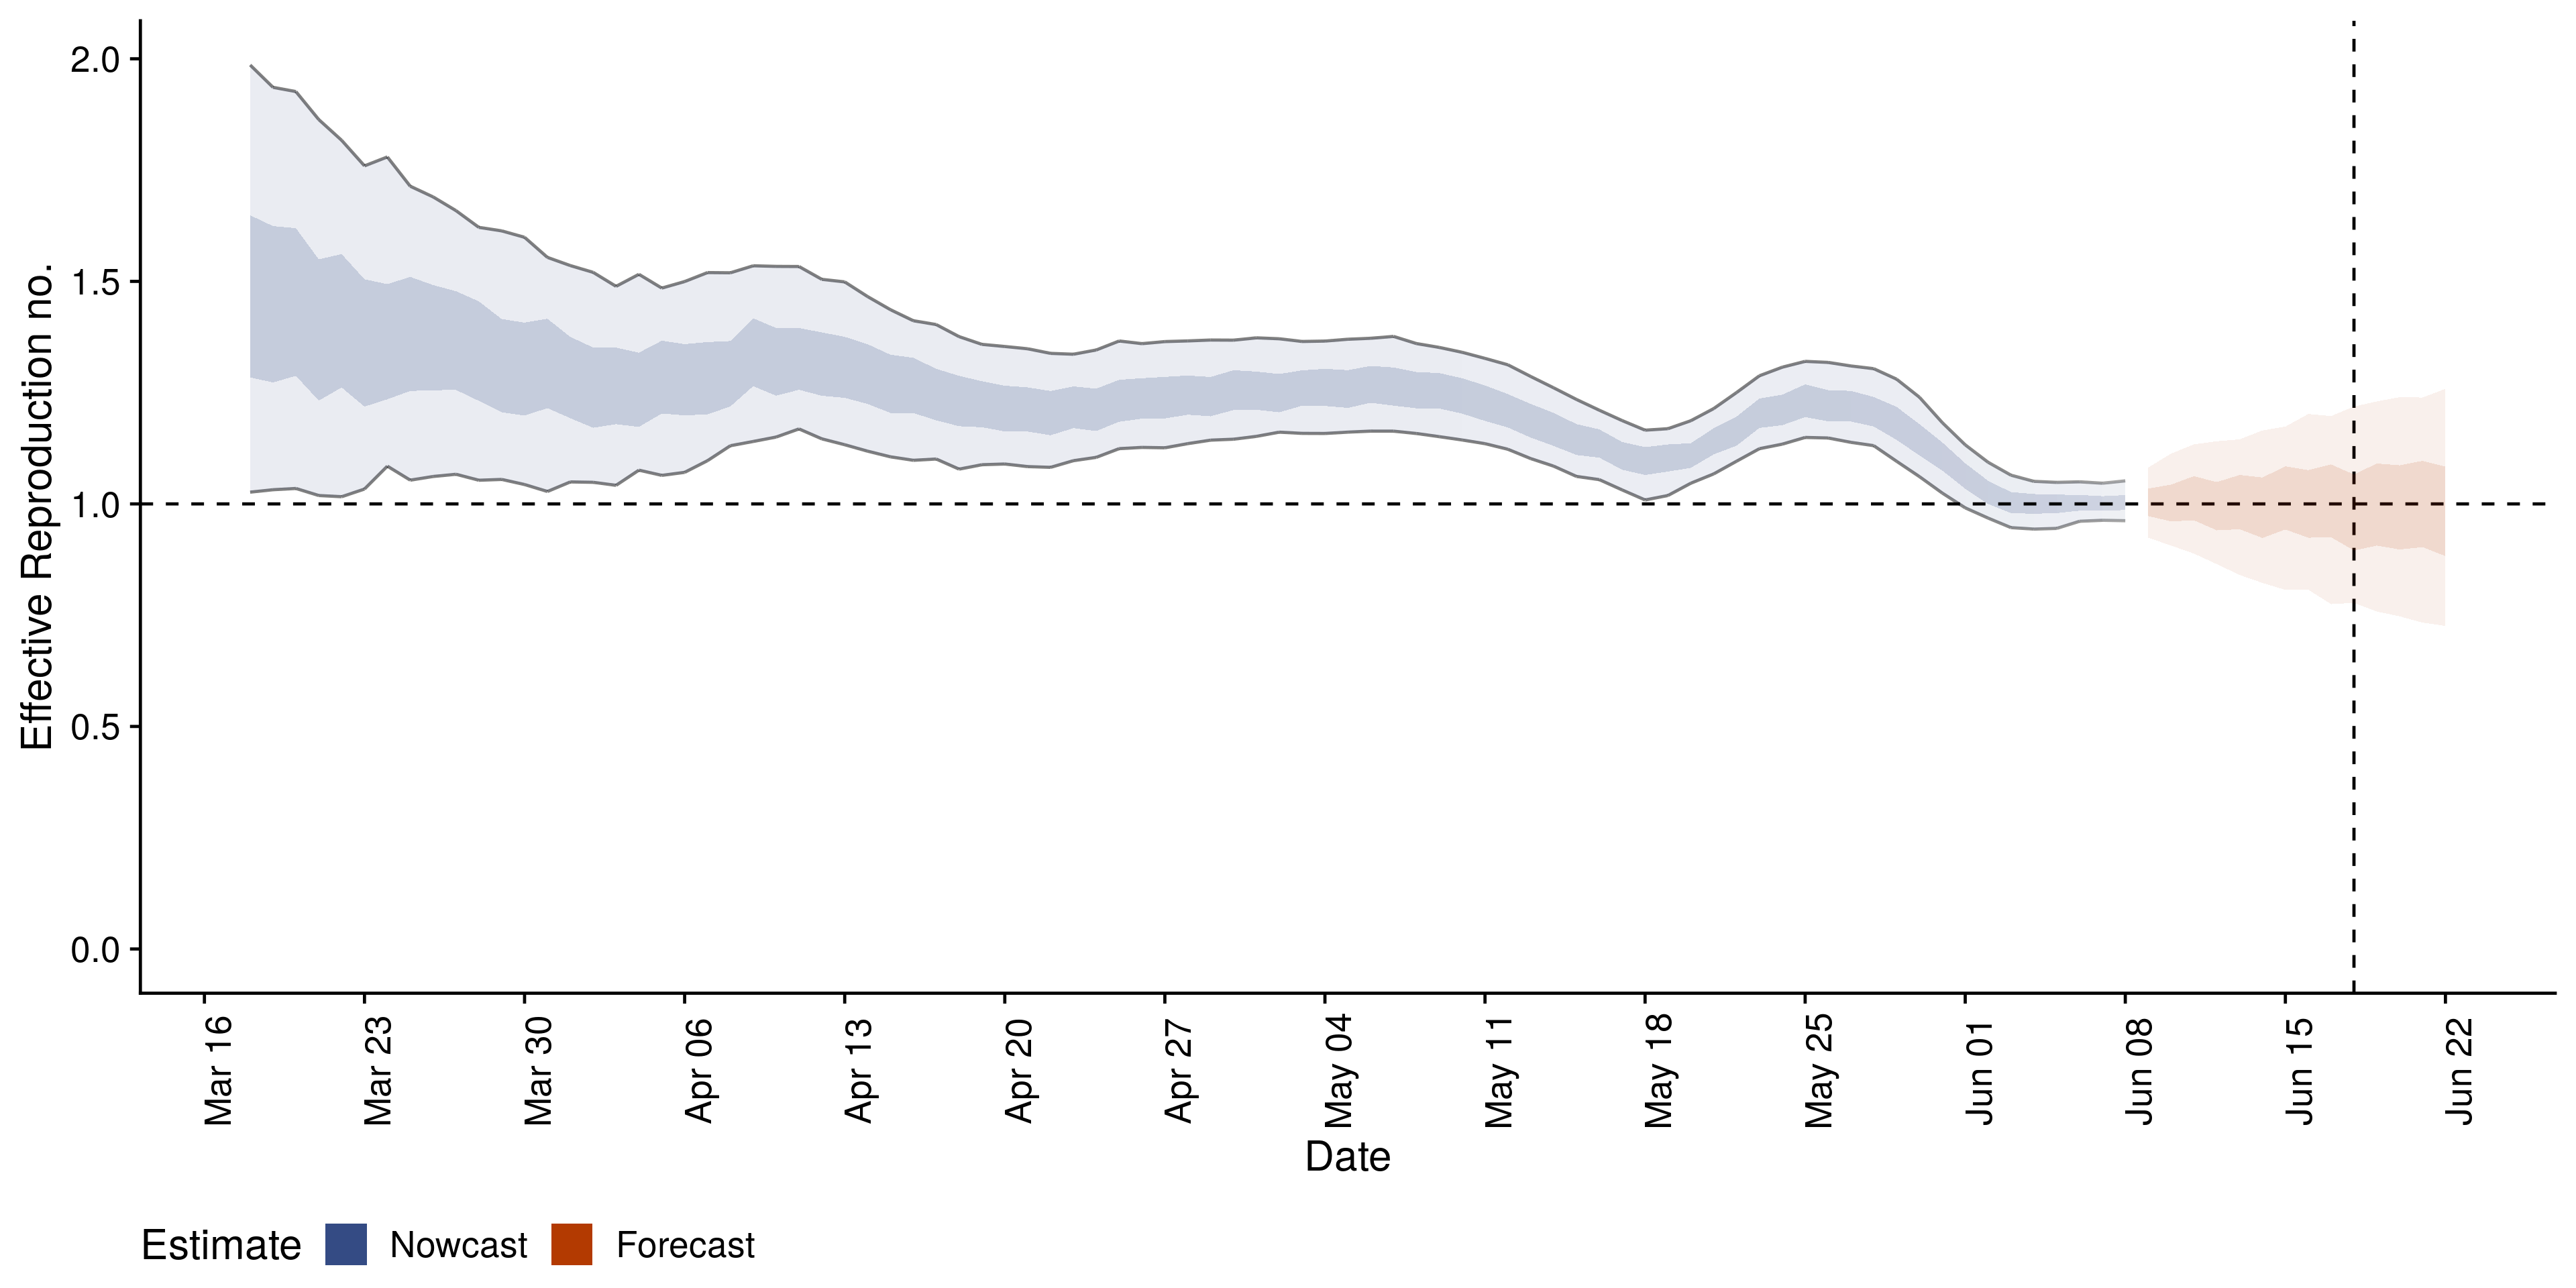 Effective Reproduction no.
2.0
1.5
1.0
0.5
0.0
Mar 16
Mar 23
Mar 30
Apr 06
Apr 13
Apr 20
Apr 27
May 04
May 11
May 18
May 25
Jun 01
Jun 08
Jun 15
Jun 22
Date
Estimate Nowcast Forecast